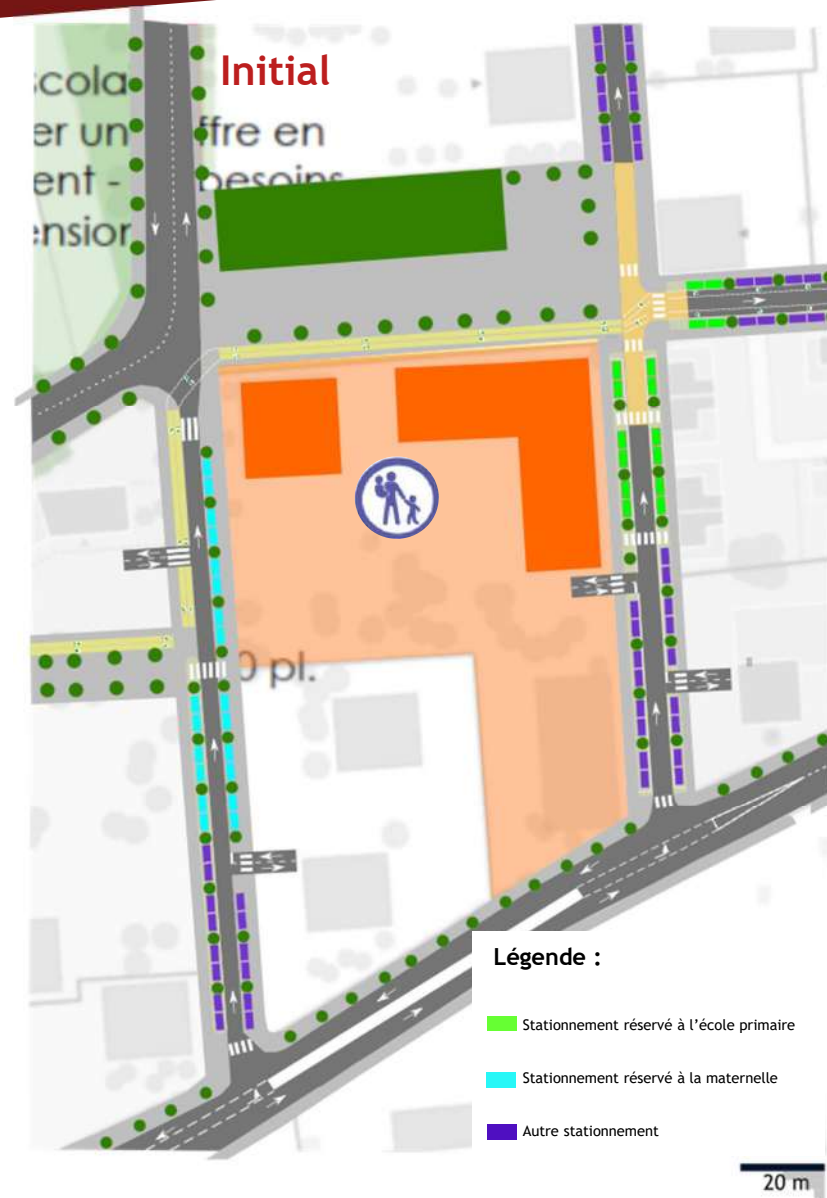 Initial
scola
er un ffre en
ent - besoins
ensior
0 pl.
Légende :
Stationnement réservé à l'école primaire
Stationnement réservé à la maternelle
Autre stationnement
20 m